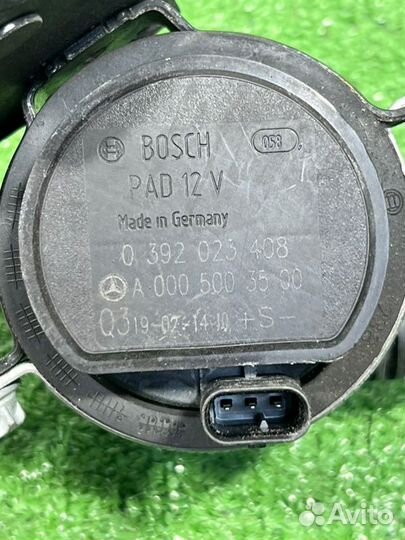 BOSCH
058
PAD 12 V
Made in Germany
0 392 023 408
A 000 500 35 00
Q3 19-02-14 10 +S-
Avito